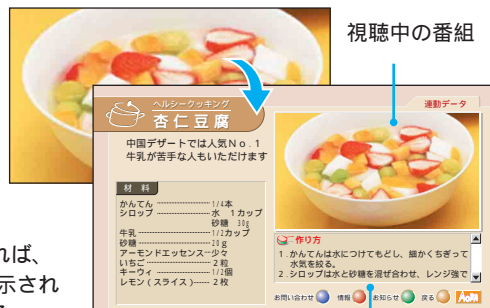 視聴中の番組
ヘルシークッキング
杏仁豆腐
連動データ
中国デザートでは人気No.1
牛乳が苦手な人もいただけます
材料
かんてん 1/4本
シロップ 水 1カップ
砂糖 30g
牛乳 1/2カップ
砂糖 20g
アーモンドエッセンス 少々
いちご 2粒
キーウィ 1/2個
レモン(スライス) 2枚
作り方
1.かんてんは水につけてもどし、細かくちぎって
水気を絞る。
2.シロップは水と砂糖を混ぜ合わせ、レンジ強で
お問い合わせ 情報 お知らせ 戻る
れば、
示され